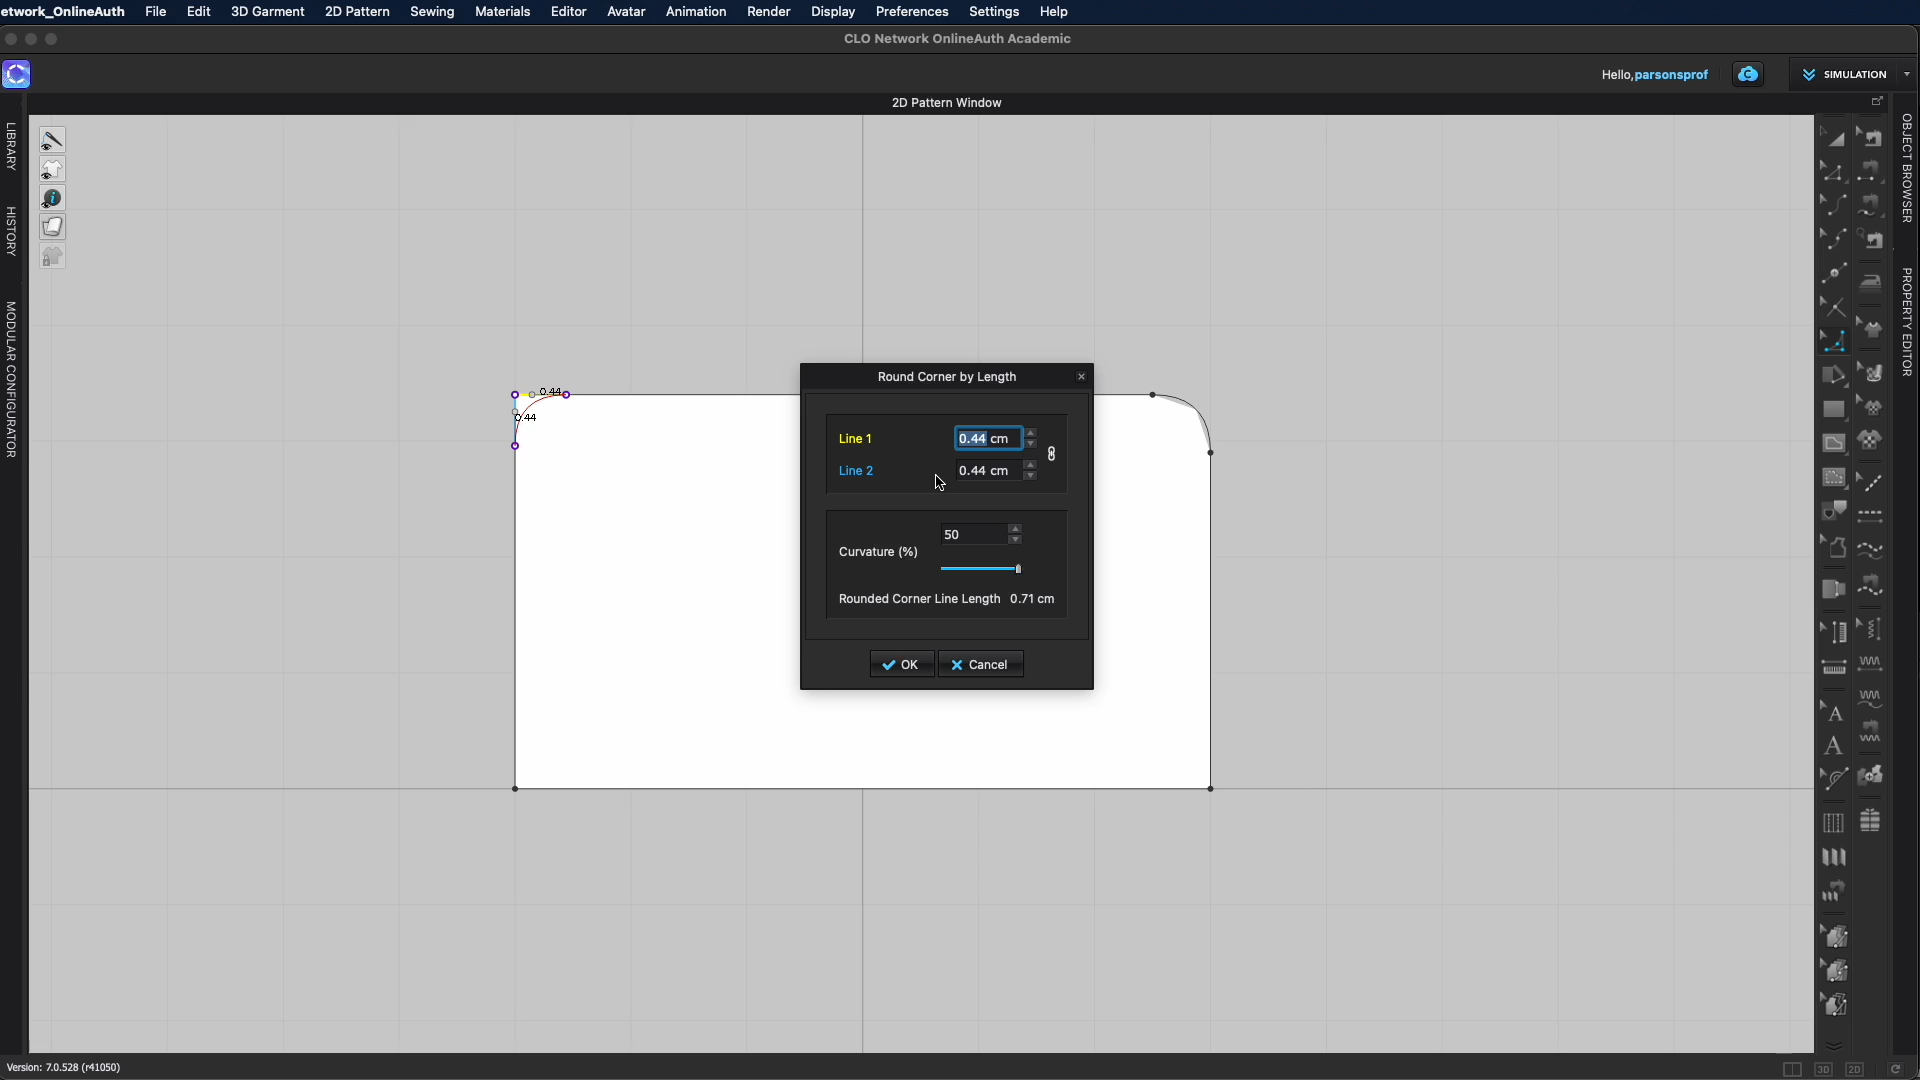 etwork_OnlineAuth File Edit 3D Garment 2D Pattern Sewing Materials Editor Avatar Animation Render Display Preferences Settings Help
CLO Network OnlineAuth Academic
Hello,parsonsprof
SIMULATION
2D Pattern Window
LIBRARY
HISTORY
MODULAR CONFIGURATOR
OBJECT BROWSER
PROPERTY EDITOR
0.44
0.44
Round Corner by Length
Line 1 0.44 cm
Line 2 0.44 cm
50
Curvature (%)
Rounded Corner Line Length 0.71 cm
OK Cancel
A
A
Version: 7.0.528 (r41050)
3D 2D